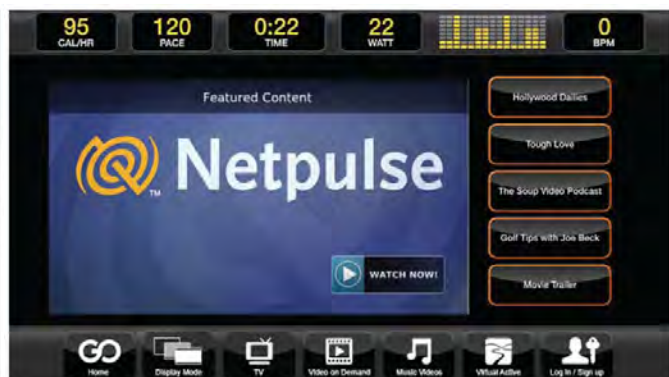 95
CAL/HR
120
PACE
0:22
TIME
22
WATT
0
BPM
Featured Content
Netpulse
TM
WATCH NOW!
Hollywood Dailies
Tough Love
The Soup Video Podcast
Golf Tips with Joe Beck
Movie Trailer
GO
Home
Display Mode
TV
Video on Demand
Music Videos
Virtual Active
Log In / Sign up